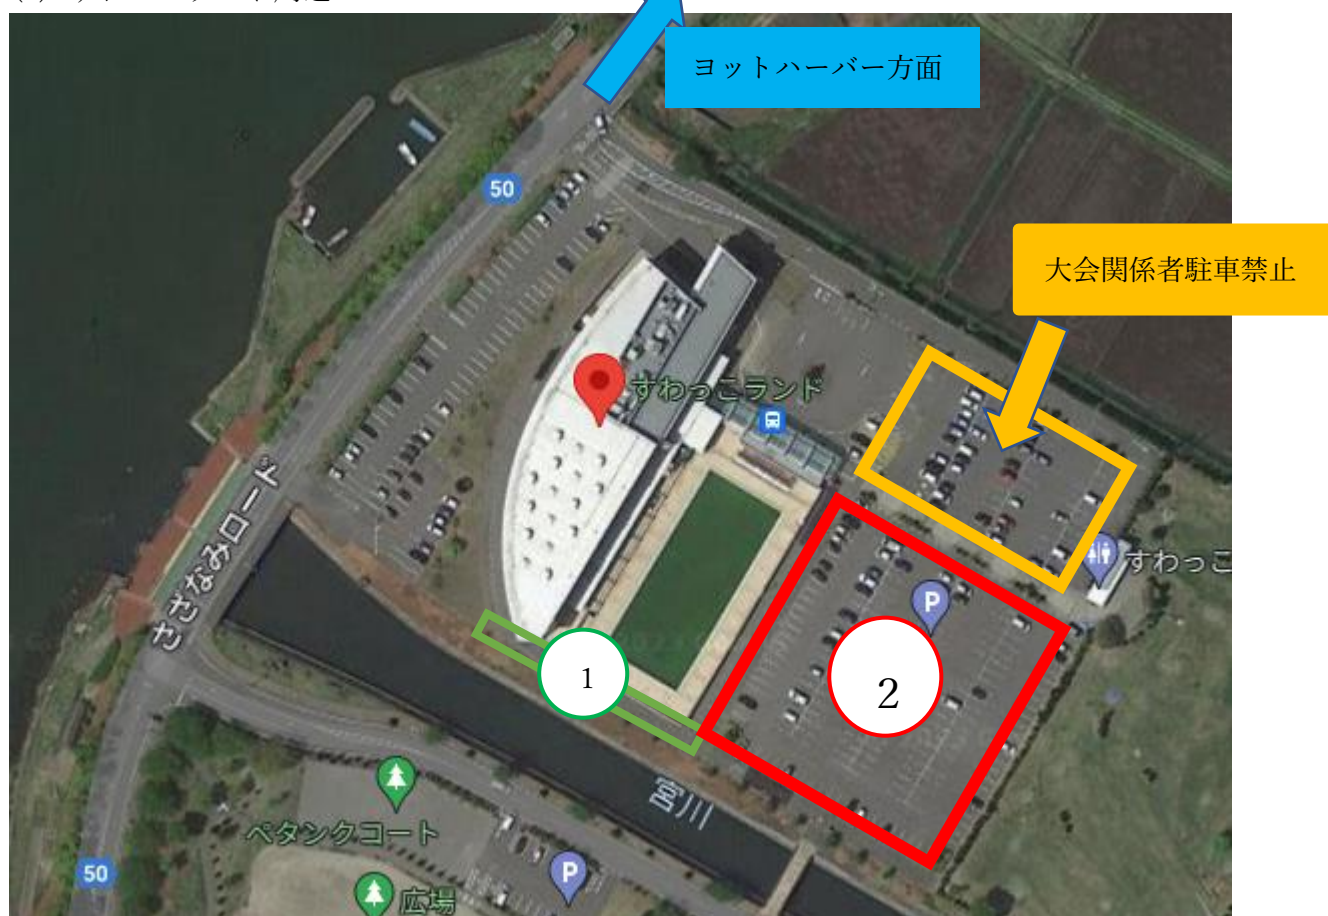 ヨットハーバー方面
50
大会関係者駐車禁止
すわっこランド
さざなみロード
すわっこ
P
1
2
宮川
ペタンクコート
50
P
広場